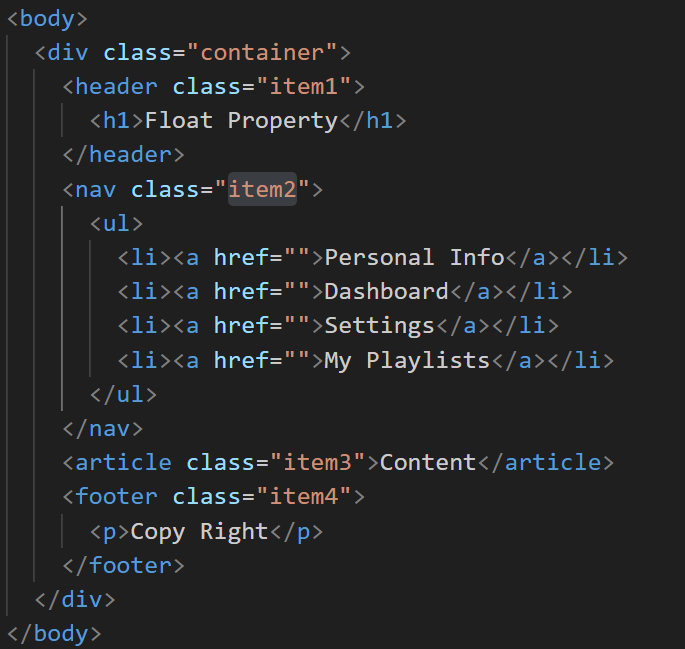 <body>
<div class="container">
<header class="item1">
<h1>Float Property</h1>
</header>
<nav class="item2">
<ul>
<li><a href="">Personal Info</a></li>
<li><a href="">Dashboard</a></li>
<li><a href="">Settings</a></li>
<li><a href="">My Playlists</a></li>
</ul>
</nav>
<article class="item3">Content</article>
<footer class="item4">
<p>Copy Right</p>
</footer>
</div>
</body>